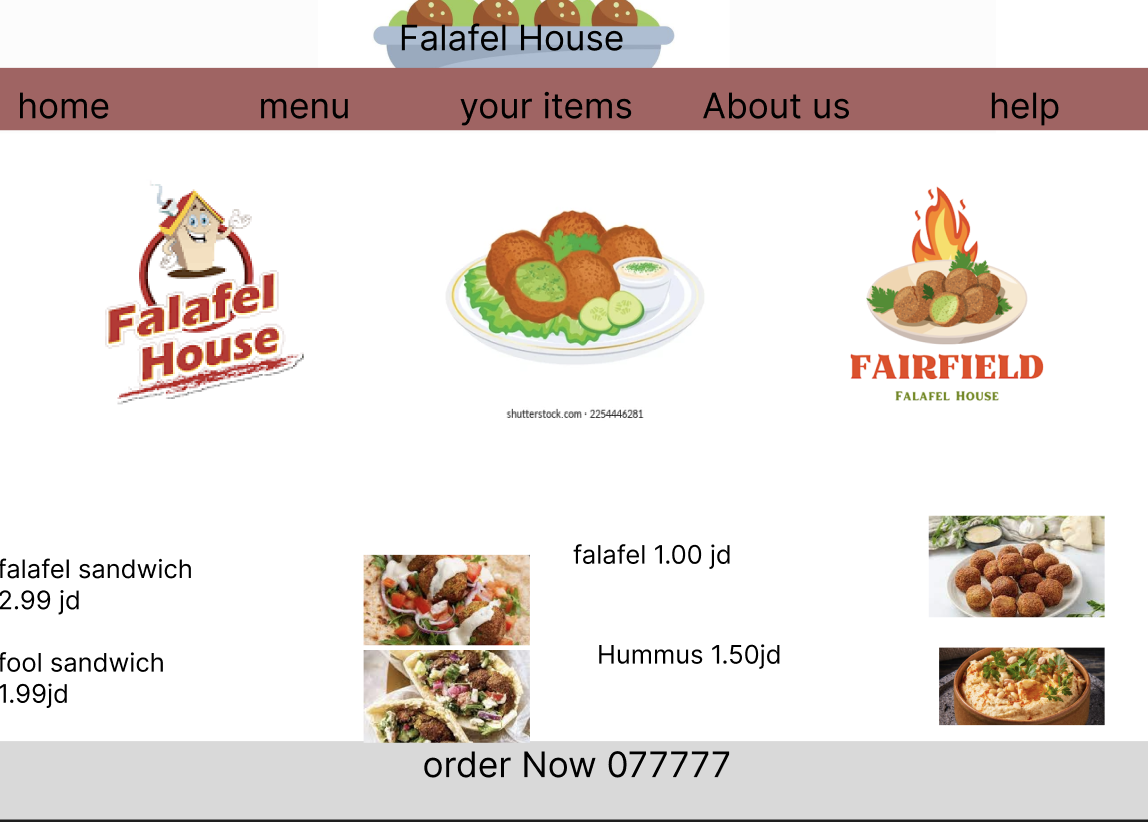 Falafel House
home menu your items About us help
Falafel
House
shutterstock.com · 2254446281
FAIRFIELD
FALAFEL HOUSE
falafel sandwich
2.99 jd
fool sandwich
1.99jd
falafel 1.00 jd
Hummus 1.50jd
order Now 077777